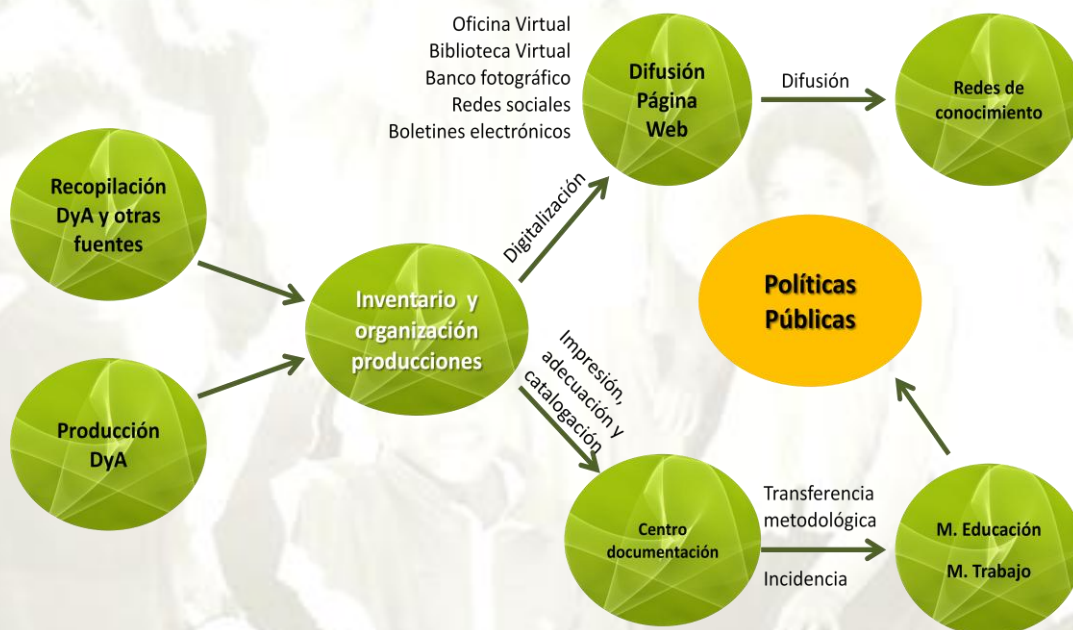 Oficina Virtual
Biblioteca Virtual
Banco fotográfico
Redes sociales
Boletines electrónicos
Difusión
Página
Web
Difusión
Redes de
conocimiento
Recopilación
DyA y otras
fuentes
Digitalización
Inventario y
organización
producciones
Políticas
Públicas
Producción
DyA
Impresión,
adecuación y
catalogación
Centro
documentación
Transferencia
metodológica
Incidencia
M. Educación
M. Trabajo